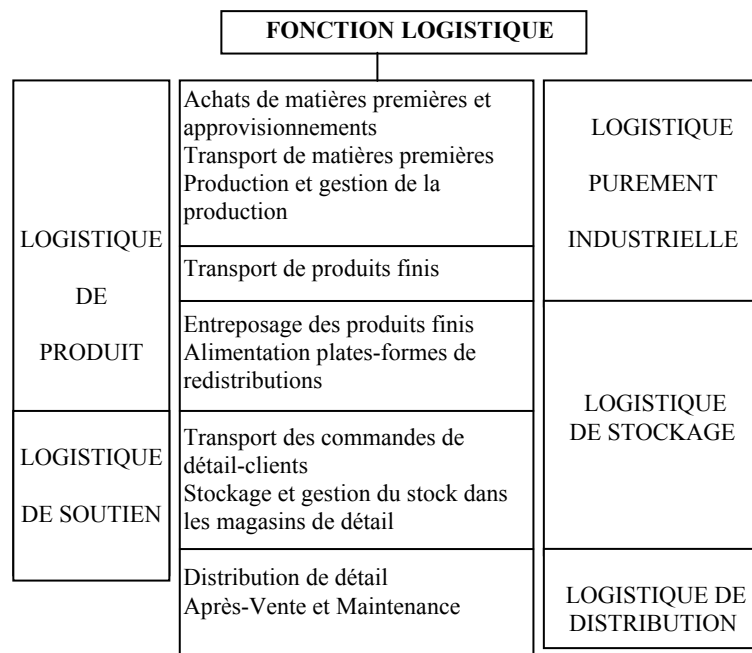 FONCTION LOGISTIQUE
LOGISTIQUE
DE
PRODUIT
LOGISTIQUE
DE SOUTIEN
Achats de matières premières et
approvisionnements
Transport de matières premières
Production et gestion de la
production
Transport de produits finis
Entreposage des produits finis
Alimentation plates-formes de
redistributions
Transport des commandes de
détail-clients
Stockage et gestion du stock dans
les magasins de détail
Distribution de détail
Après-Vente et Maintenance
LOGISTIQUE
PUREMENT
INDUSTRIELLE
LOGISTIQUE
DE STOCKAGE
LOGISTIQUE DE
DISTRIBUTION